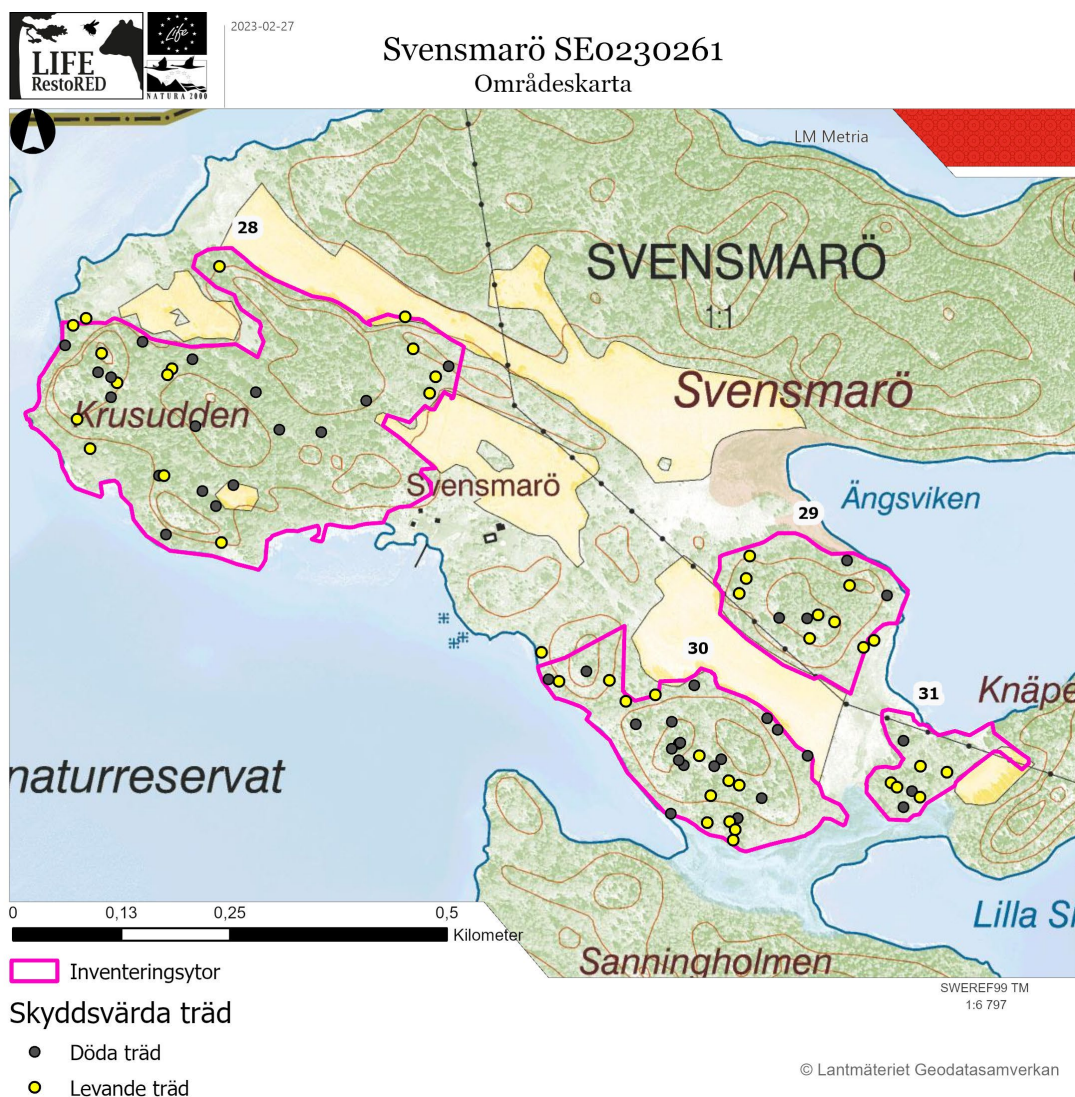 LIFE
RestoRED
Life
NATURA 2000
2023-02-27
Svensmarö SE0230261
Områdeskarta
LM Metria
28
SVENSMARÖ
1:1
Svensmarö
Krusudden
Svensmarö
Ängsviken
29
30
31
Knäpe
naturreservat
Lilla S
0
0,13
0,25
0,5
Kilometer
Sanningholmen
SWEREF99 TM
1:6 797
Inventeringsytor
Skyddsvärda träd
Döda träd
Levande träd
© Lantmäteriet Geodatasamverkan